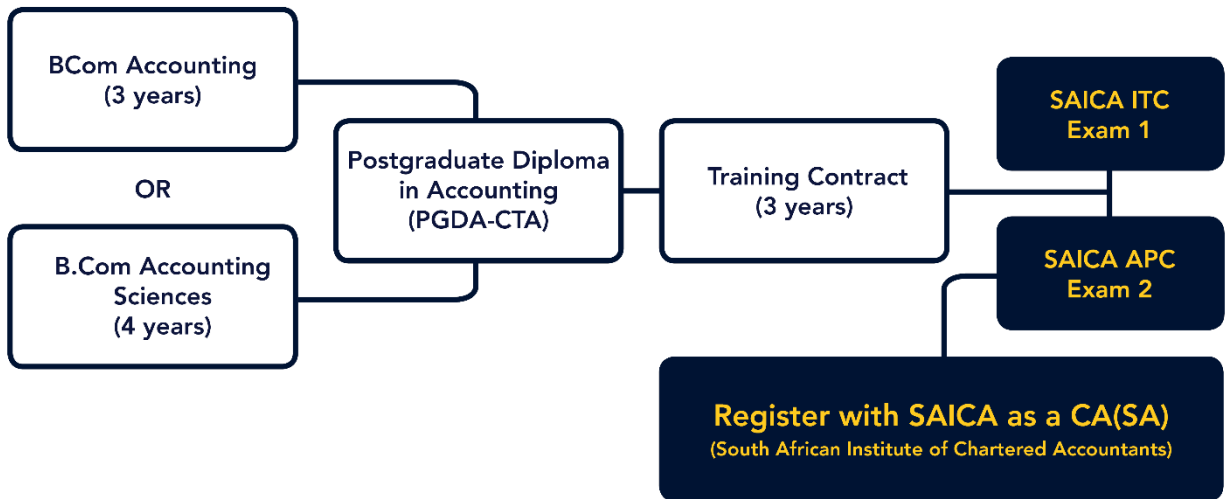 BCom Accounting
(3 years)
OR
B.Com Accounting
Sciences
(4 years)
Postgraduate Diploma
in Accounting
(PGDA-CTA)
Training Contract
(3 years)
SAICA ITC
Exam 1
SAICA APC
Exam 2
Register with SAICA as a CA(SA)
(South African Institute of Chartered Accountants)